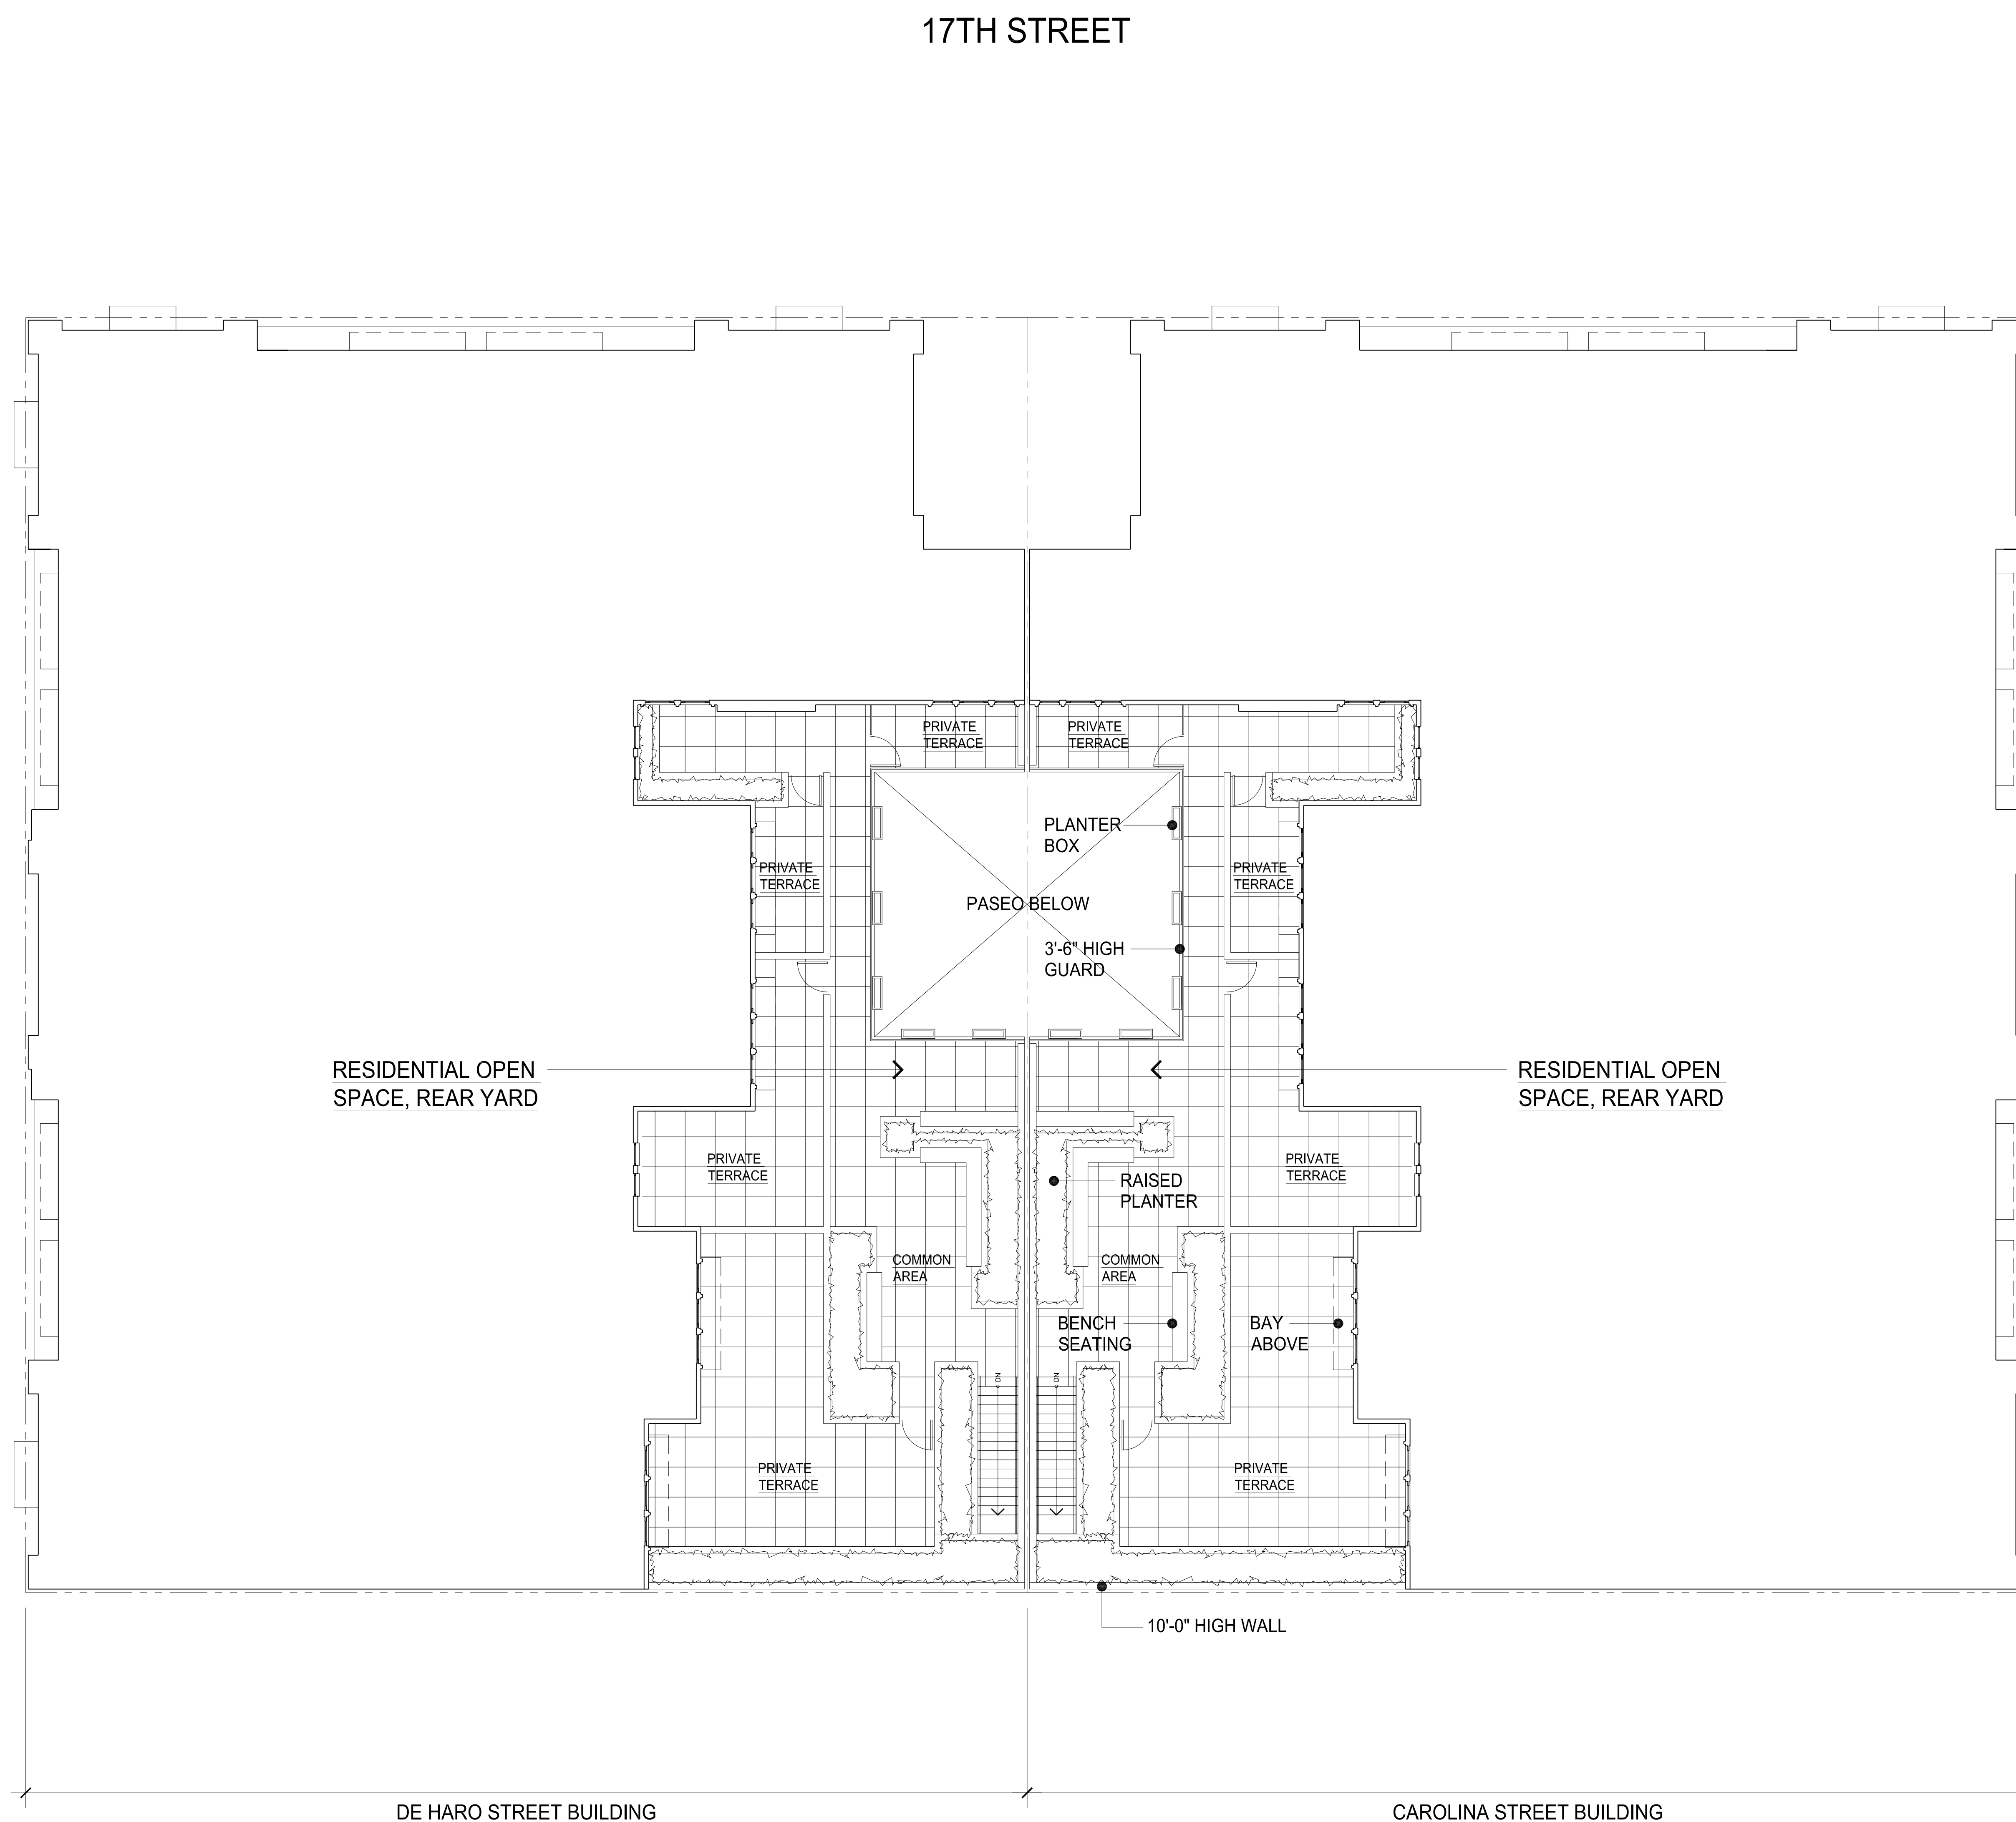 17TH STREET
PRIVATE
TERRACE
PRIVATE
TERRACE
PLANTER
BOX
PRIVATE
TERRACE
PRIVATE
TERRACE
PASEO BELOW
3'-6" HIGH
GUARD
RESIDENTIAL OPEN
SPACE, REAR YARD
RESIDENTIAL OPEN
SPACE, REAR YARD
PRIVATE
TERRACE
PRIVATE
TERRACE
RAISED
PLANTER
COMMON
AREA
COMMON
AREA
BENCH
SEATING
BAY
ABOVE
DN
DN
PRIVATE
TERRACE
PRIVATE
TERRACE
10'-0" HIGH WALL
DE HARO STREET BUILDING
CAROLINA STREET BUILDING